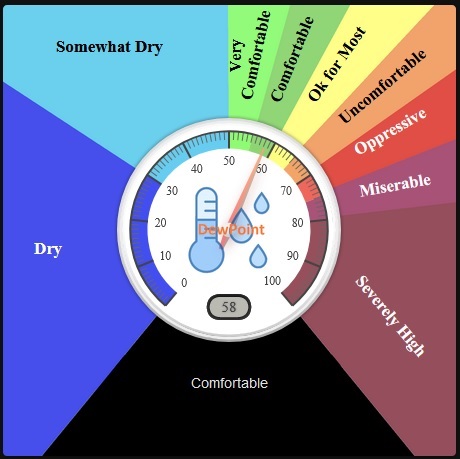 Somewhat Dry
Very
Comfortable
Comfortable
Ok for Most
Uncomfortable
Oppressive
Miserable
Severely High
Dry
0
10
20
30
40
50
60
70
80
90
100
DewPoint
58
Comfortable